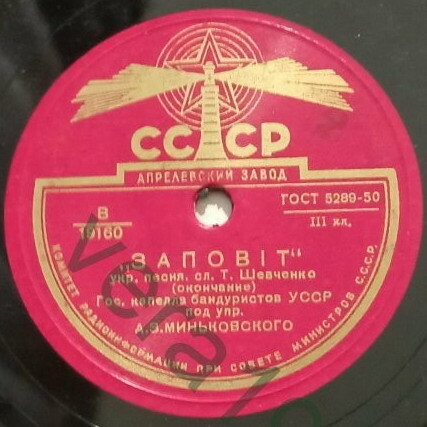 СССР
АПРЕЛЕВСКИЙ ЗАВОД
В
19160
ГОСТ 5289-50
III кл.
„ЗАПОВІТ“
укр. песня. сл. Т. Шевченко
(окончание)
Гос. капелла бандуристов УССР
под упр.
А.З.МИНЬКОВСКОГО
КОМИТЕТ РАДИОИНФОРМАЦИИ ПРИ СОВЕТЕ МИНИСТРОВ С.С.С.Р.